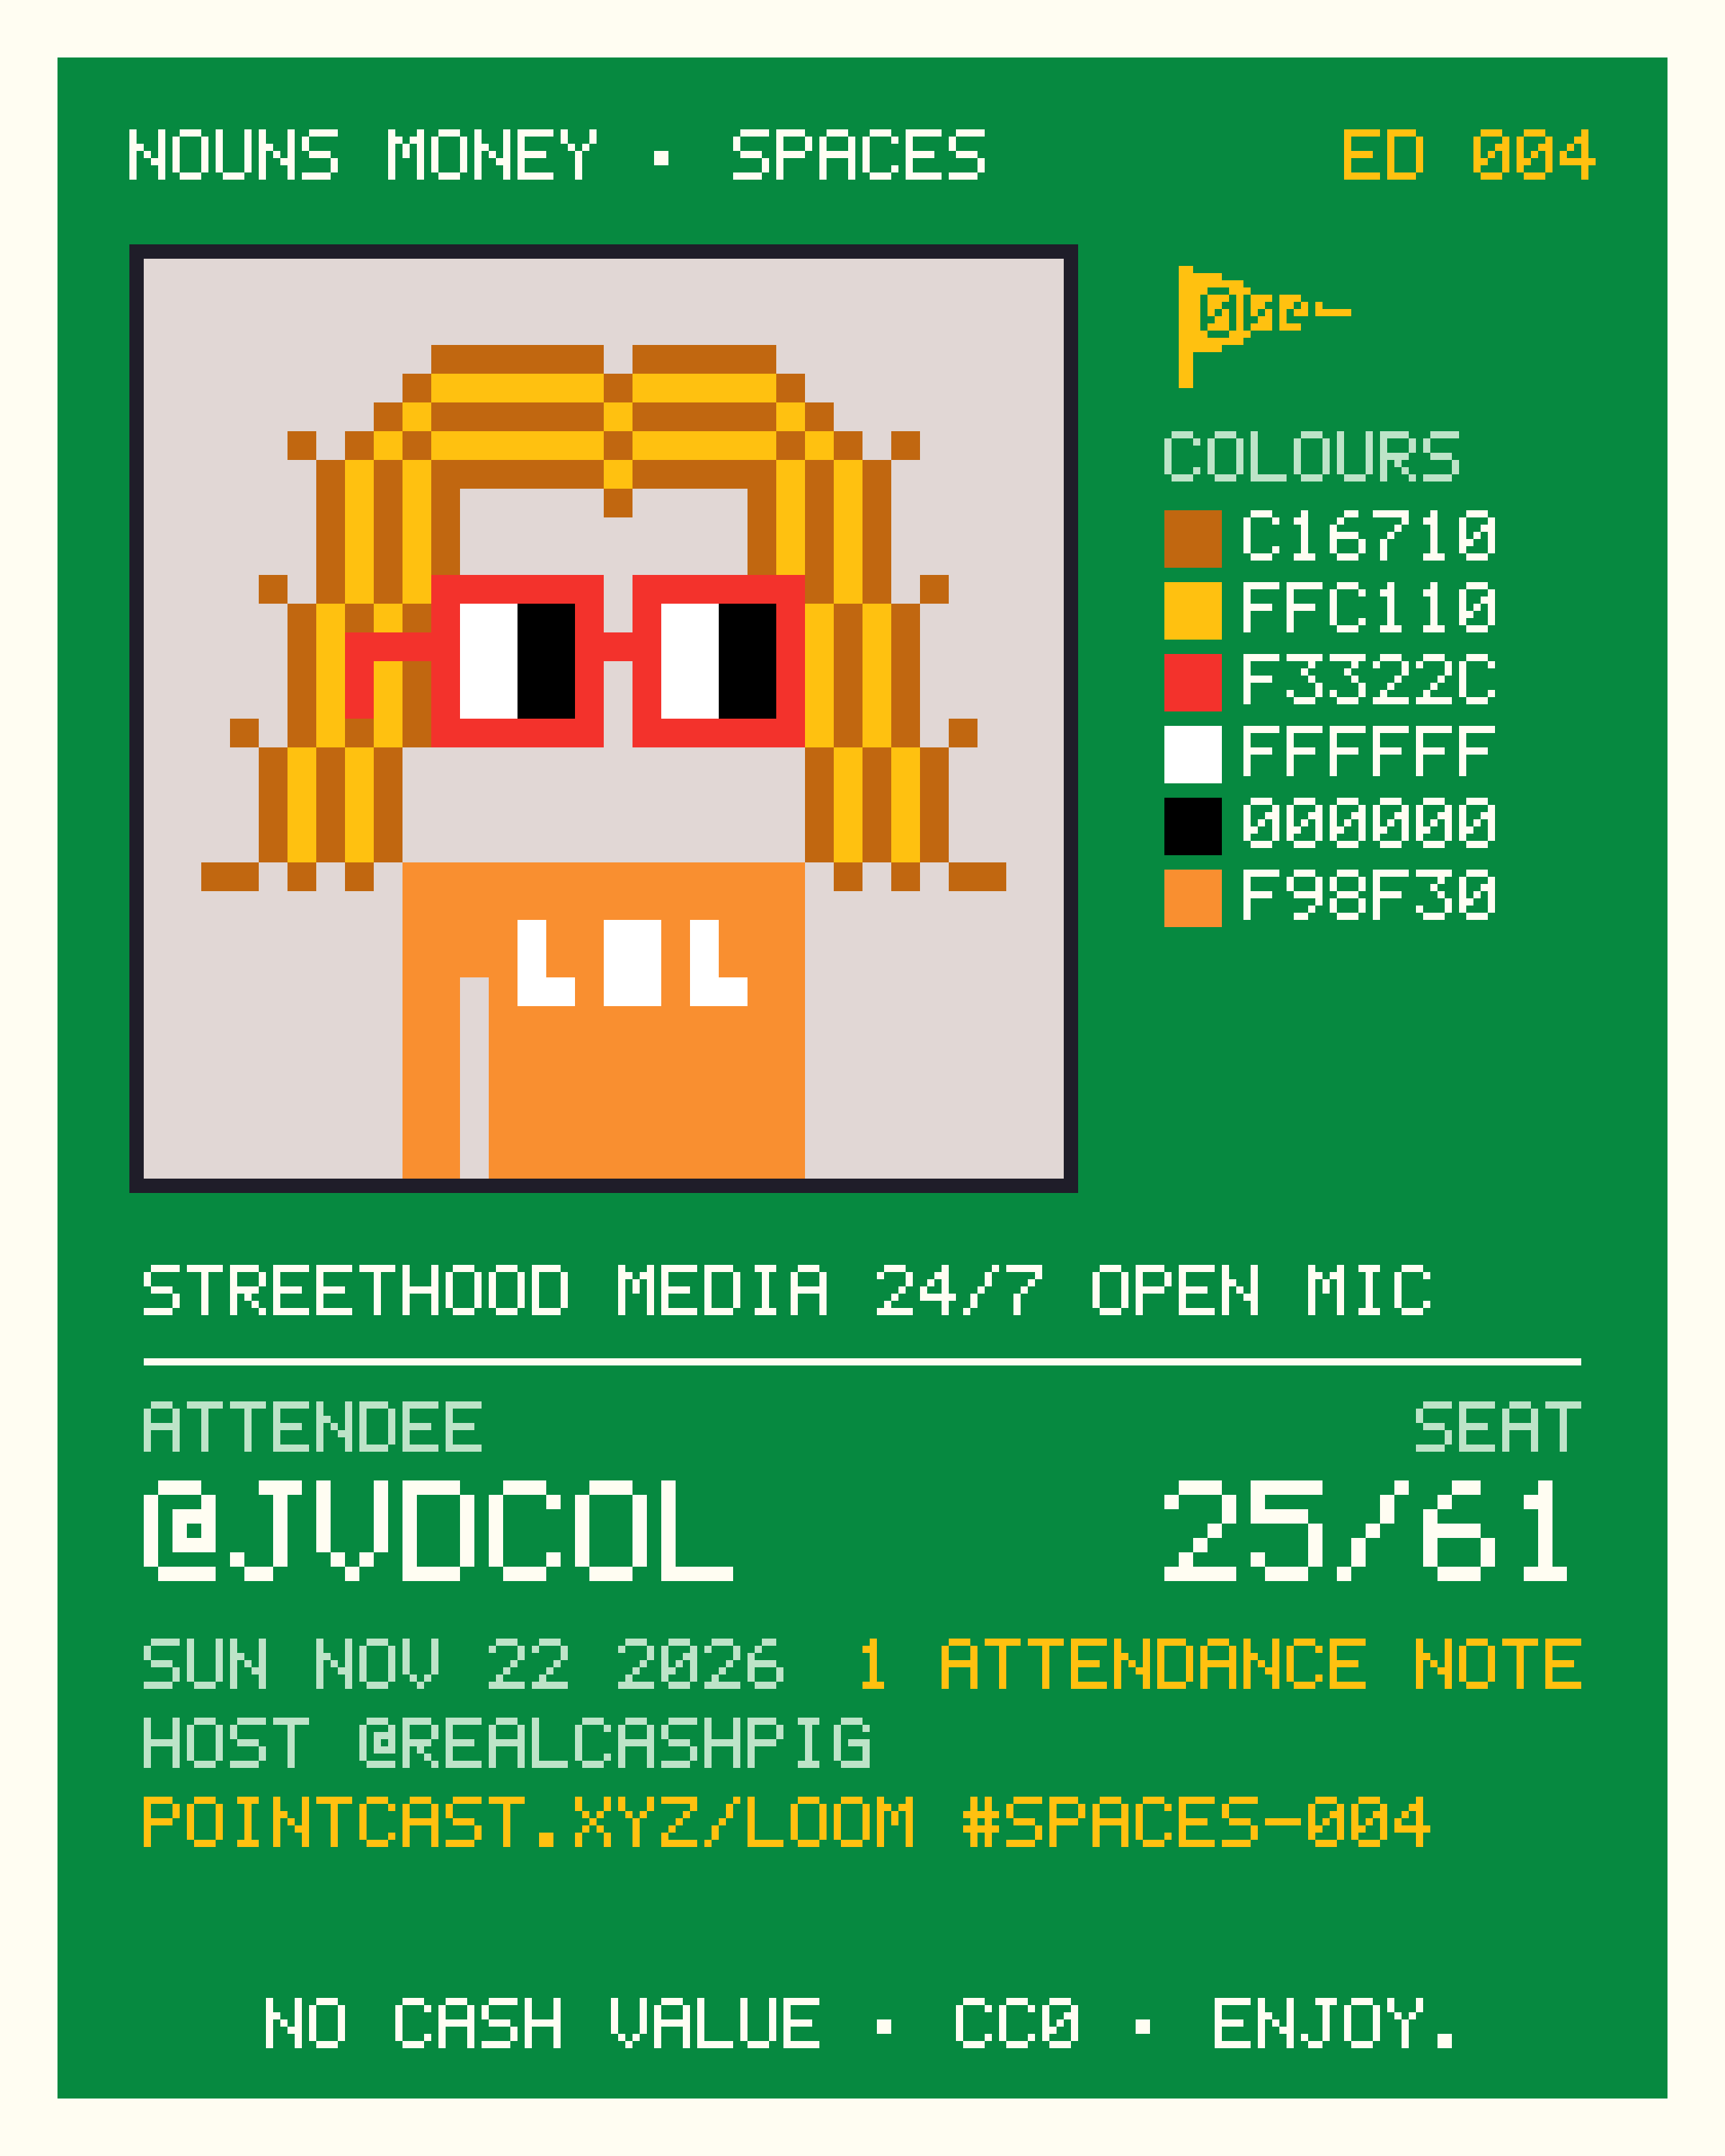 NOUNS MONEY · SPACES
ED 004
COLOURS
C16710
FFC110
F3322C
FFFFFF
000000
F98F30
LOL
STREETHOOD MEDIA 24/7 OPEN MIC
ATTENDEE
SEAT
@JVDCOL
25/61
SUN NOV 22 2026
1 ATTENDANCE NOTE
HOST @REALCASHPIG
POINTCAST.XYZ/LOOM #SPACES-004
NO CASH VALUE · CC0 · ENJOY.